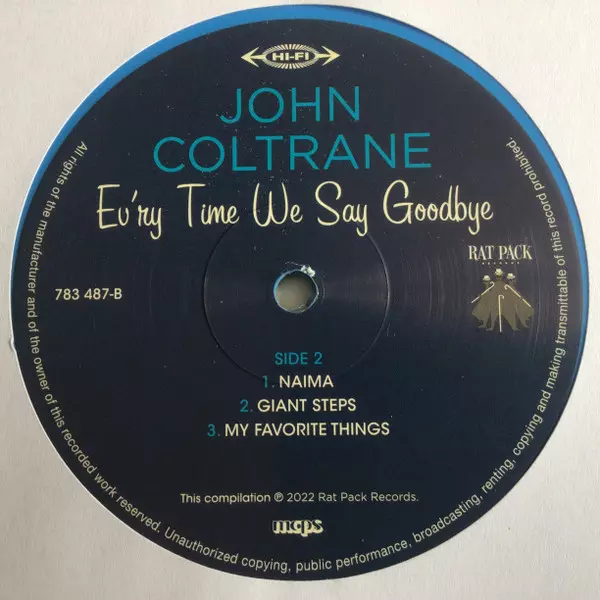 HI-FI
JOHN
COLTRANE
Ev'ry Time We Say Goodbye
RAT PACK
RECORDS
783 487-B
SIDE 2
1. NAIMA
2. GIANT STEPS
3. MY FAVORITE THINGS
This compilation ℗ 2022 Rat Pack Records.
mcps
All rights of the manufacturer and of the owner of this recorded work reserved. Unauthorized copying, public performance, broadcasting, renting, copying and making transmittable of this record prohibited.